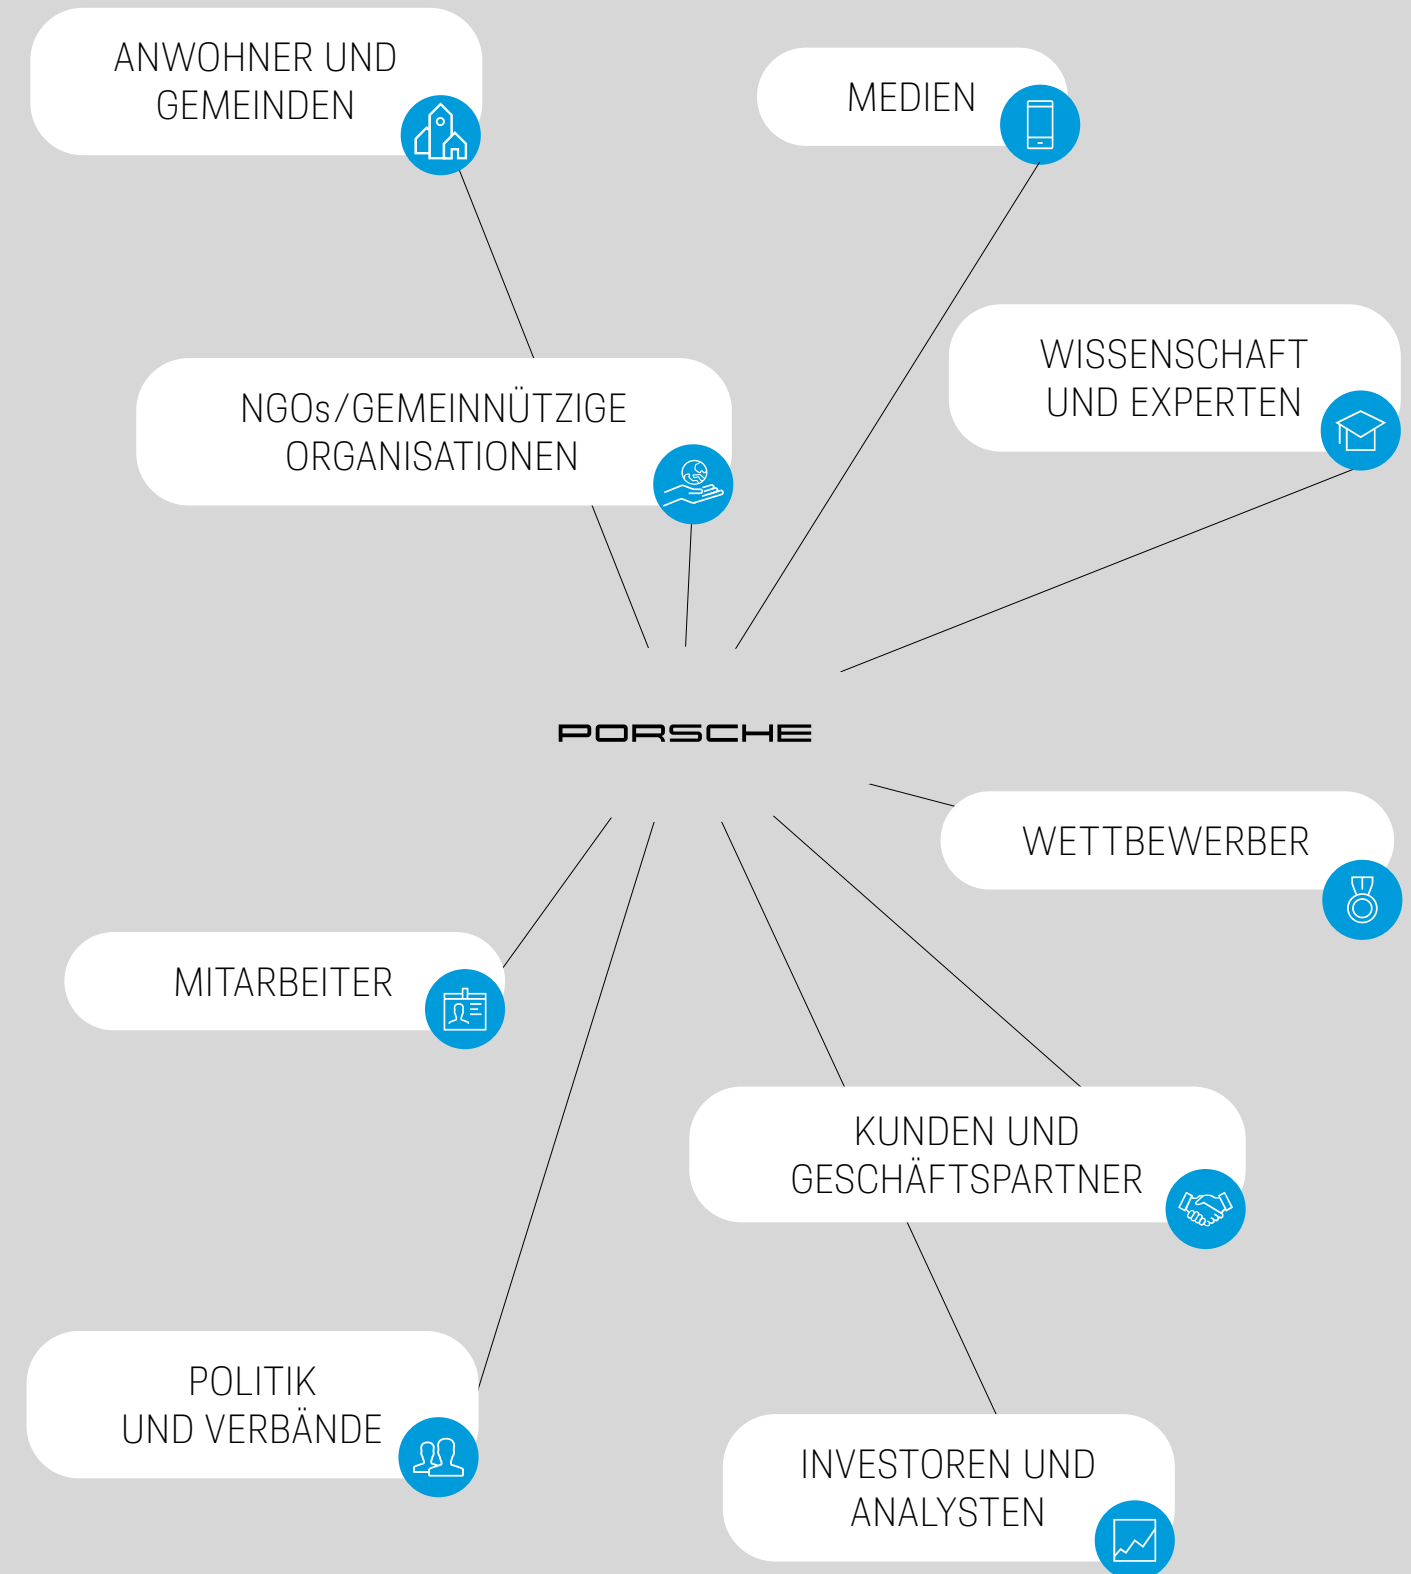 ANWOHNER UND
GEMEINDEN
MEDIEN
WISSENSCHAFT
UND EXPERTEN
NGOs/GEMEINNÜTZIGE
ORGANISATIONEN
PORSCHE
WETTBEWERBER
MITARBEITER
KUNDEN UND
GESCHÄFTSPARTNER
POLITIK
UND VERBÄNDE
INVESTOREN UND
ANALYSTEN